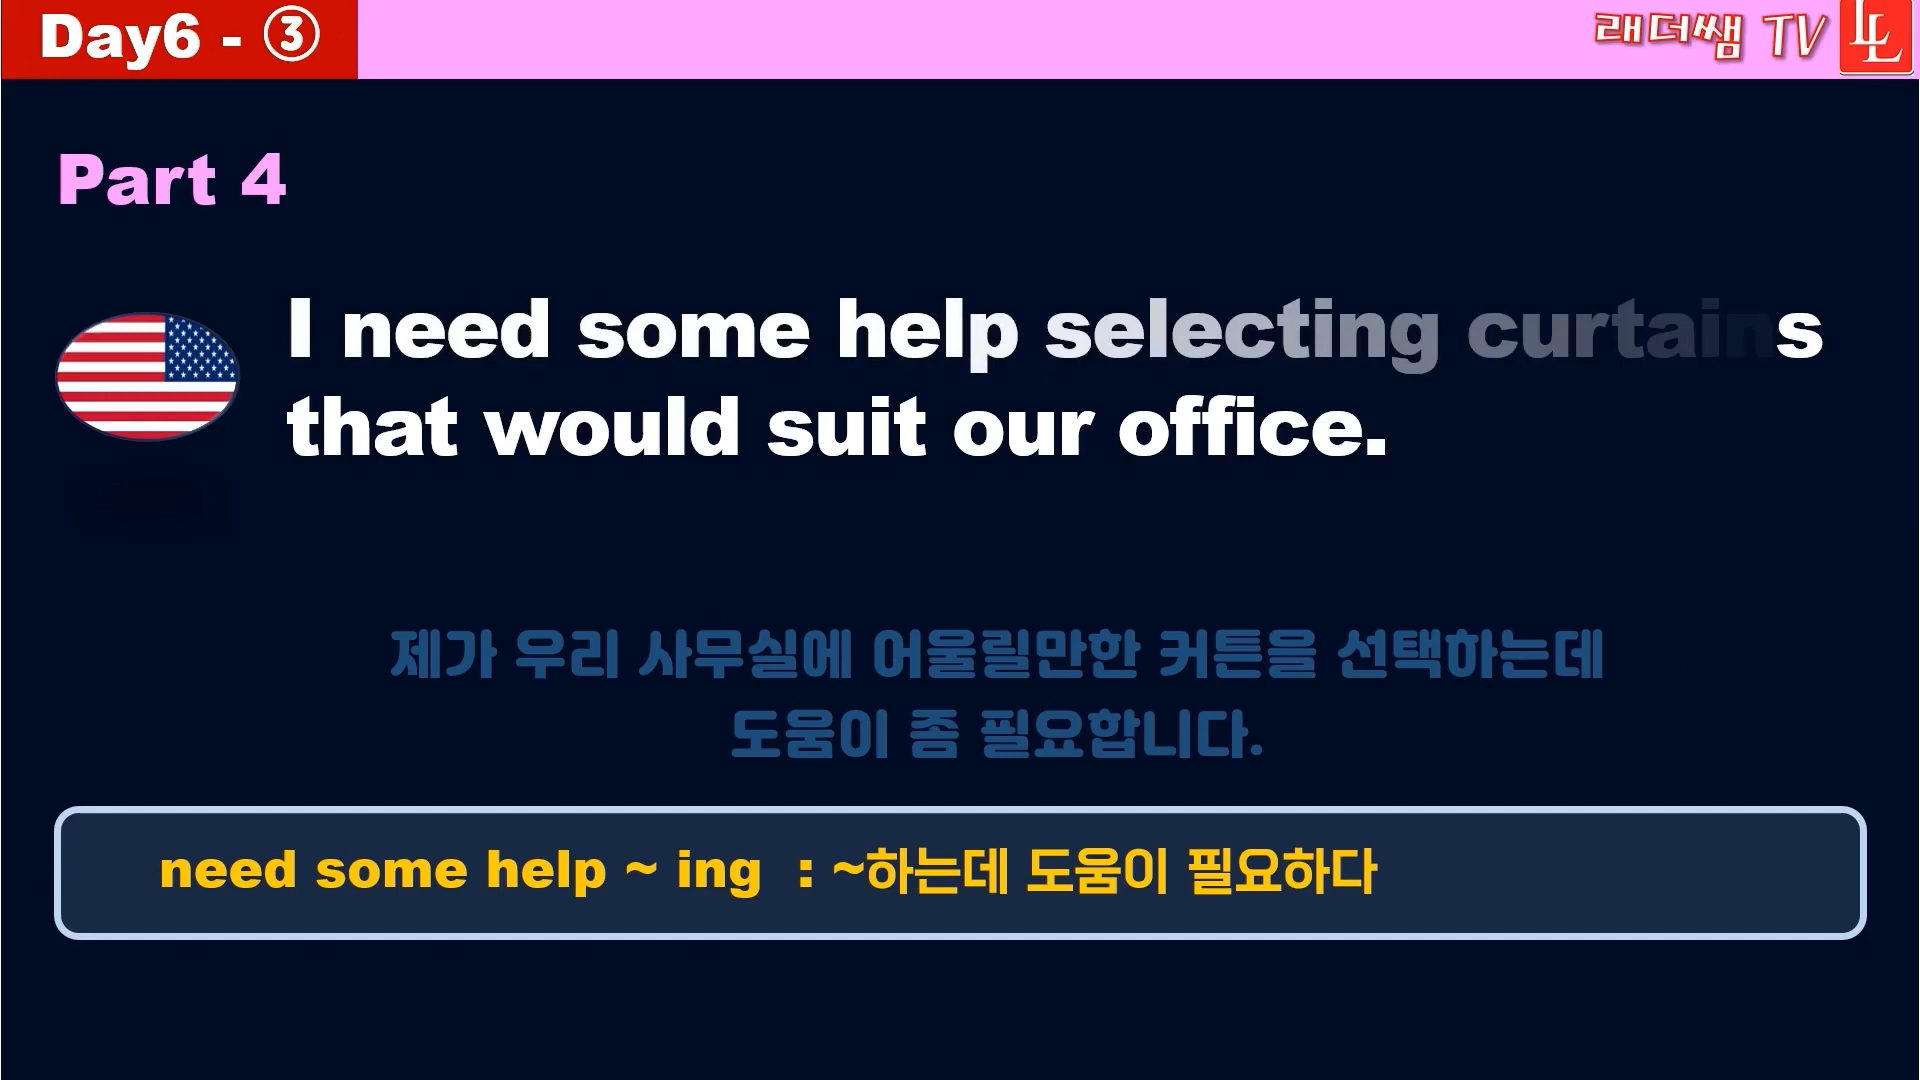 Day6 - ③
래더쌤 TV
LL
Part 4
I need some help selecting curtains
that would suit our office.
제가 우리 사무실에 어울릴만한 커튼을 선택하는데
도움이 좀 필요합니다.
need some help ~ ing : ~하는데 도움이 필요하다